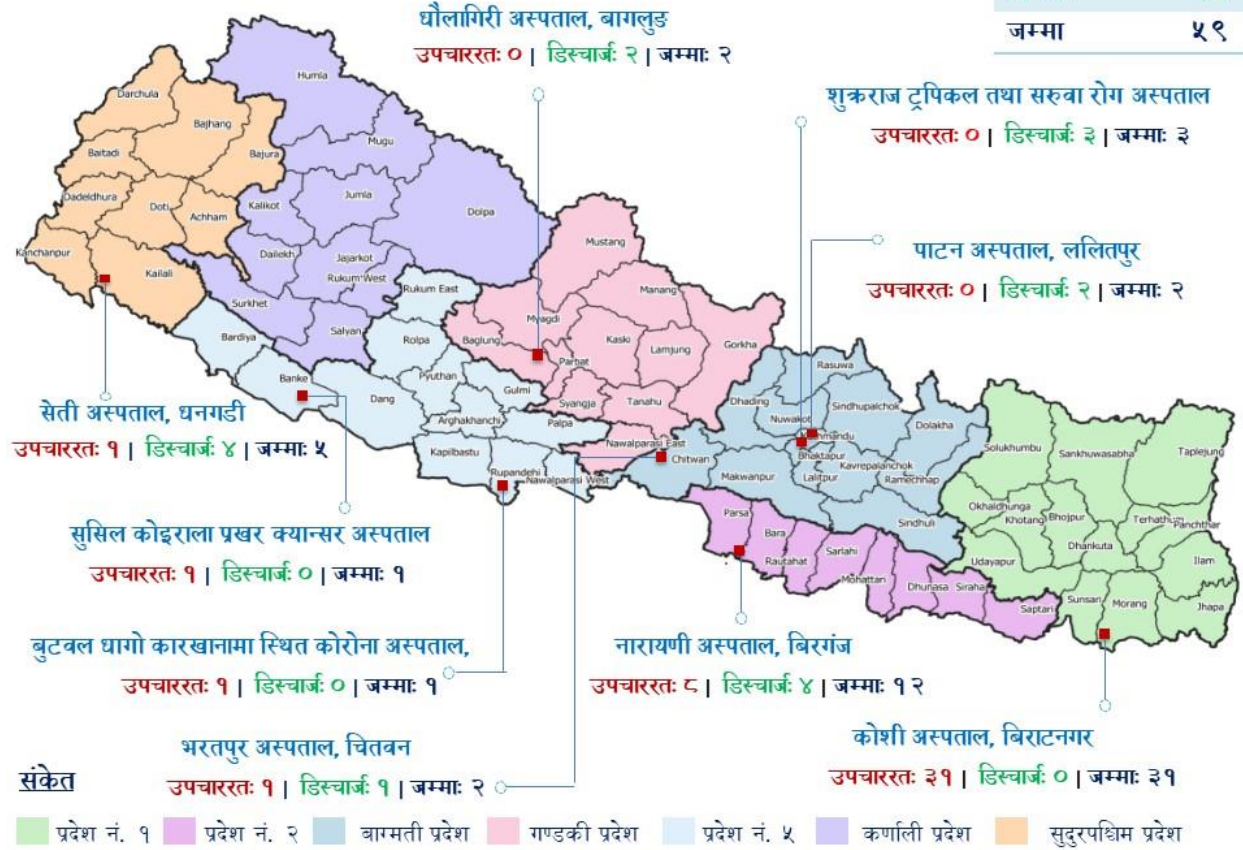 जम्मा ५९
धौलागिरी अस्पताल, बागलुङ
उपचाररतः ० | डिस्चार्जः २ | जम्माः २
शुक्रराज ट्रपिकल तथा सरुवा रोग अस्पताल
उपचाररतः ० | डिस्चार्जः ३ | जम्माः ३
पाटन अस्पताल, ललितपुर
उपचाररतः ० | डिस्चार्जः २ | जम्माः २
Humla
Darchula
Bajhang
Mugu
Baitadi
Bajura
Dadeldhura
Doti
Achham
Kalikot
Jumla
Dolpa
Kanchanpur
Kailali
Dailekh
Jajarkot
Rukum West
Surkhet
Salyan
Rukum East
Bardiya
Banke
Rolpa
Dang
Pyuthan
Gulmi
Arghakhanchi
Palpa
Kapilbastu
Rupandehi
Nawalparasi West
Mustang
Manang
Myagdi
Baglung
Parbat
Kaski
Lamjung
Gorkha
Syangja
Tanahu
Nawalparasi East
Chitwan
Rasuwa
Dhading
Nuwakot
Sindhupalchok
Dolakha
Bhaktapur
Kavrepalanchok
Lalitpur
Ramechhap
Makwanpur
Sindhuli
Parsa
Bara
Rautahat
Sarlahi
Mohattari
Dhunasa
Siraha
Saptari
Solukhumbu
Sankhuwasabha
Taplejung
Okhaldhunga
Khotang
Bhojpur
Terhathum
Panchthar
Dhankuta
Udayapur
Ilam
Sunsari
Morang
Jhapa
सेती अस्पताल, धनगडी
उपचाररतः १ | डिस्चार्जः ४ | जम्माः ५
सुसिल कोइराला प्रखर क्यान्सर अस्पताल
उपचाररतः १ | डिस्चार्जः ० | जम्माः १
बुटवल धागो कारखानामा स्थित कोरोना अस्पताल,
उपचाररतः १ | डिस्चार्जः ० | जम्माः १
नारायणी अस्पताल, बिरगंज
उपचाररतः ८ | डिस्चार्जः ४ | जम्माः १२
भरतपुर अस्पताल, चितवन
उपचाररतः १ | डिस्चार्जः १ | जम्माः २
कोशी अस्पताल, बिराटनगर
उपचाररतः ३१ | डिस्चार्जः ० | जम्माः ३१
संकेत
प्रदेश नं. १ प्रदेश नं. २ बाग्मती प्रदेश गण्डकी प्रदेश प्रदेश नं. ५ कर्णाली प्रदेश सुदुरपश्चिम प्रदेश